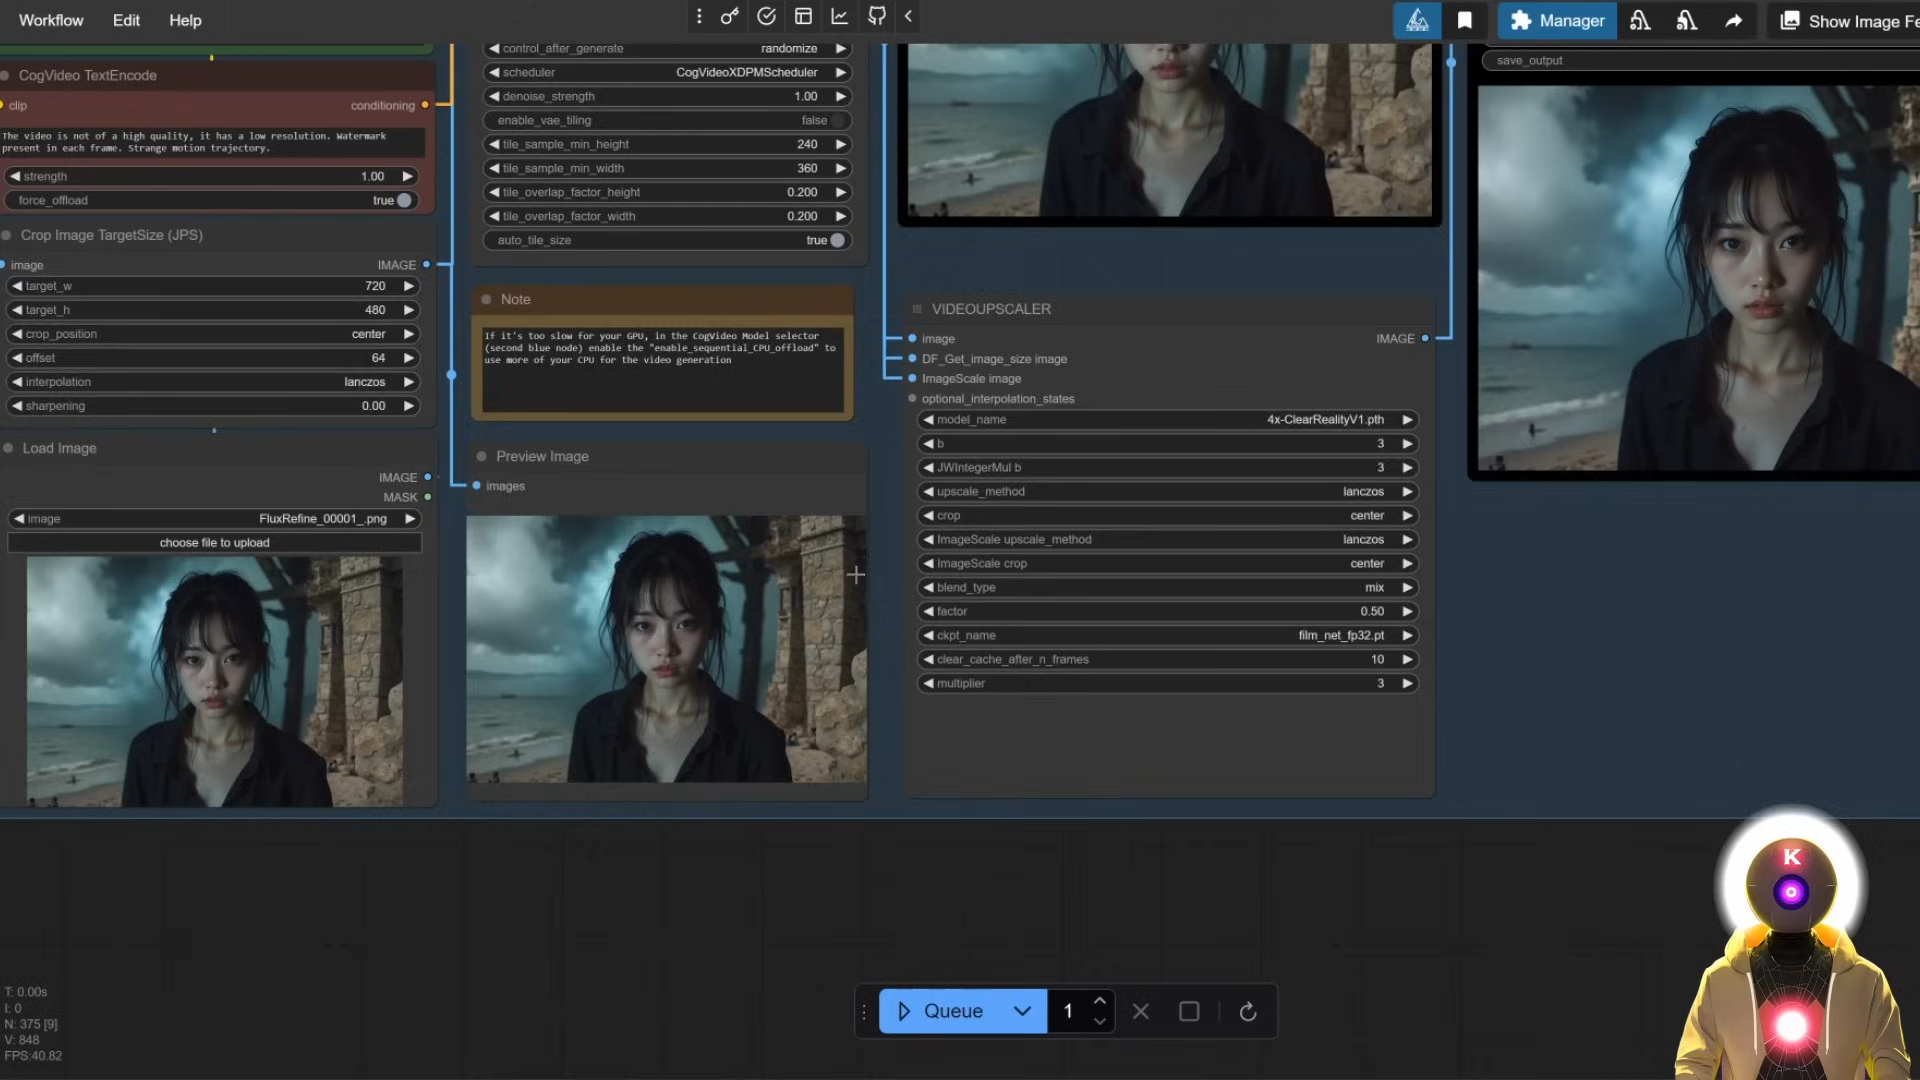 Workflow Edit Help
Manager
Show Image Fe
CogVideo TextEncode
clip
conditioning
The video is not of a high quality, it has a low resolution. Watermark
present in each frame. Strange motion trajectory.
strength 1.00
force_offload true
Crop Image TargetSize (JPS)
image
IMAGE
target_w 720
target_h 480
crop_position center
offset 64
interpolation lanczos
sharpening 0.00
Load Image
IMAGE
MASK
image FluxRefine_00001_.png
choose file to upload
control_after_generate randomize
scheduler CogVideoXDPMScheduler
denoise_strength 1.00
enable_vae_tiling false
tile_sample_min_height 240
tile_sample_min_width 360
tile_overlap_factor_height 0.200
tile_overlap_factor_width 0.200
auto_tile_size true
Note
If it's too slow for your GPU, in the CogVideo Model selector
(second blue node) enable the "enable_sequential_CPU_offload" to
use more of your CPU for the video generation
Preview Image
images
VIDEOUPSCALER
image
IMAGE
DF_Get_image_size image
ImageScale image
optional_interpolation_states
model_name 4x-ClearRealityV1.pth
b 3
JWIntegerMul b 3
upscale_method lanczos
crop center
ImageScale upscale_method lanczos
ImageScale crop center
blend_type mix
factor 0.50
ckpt_name film_net_fp32.pt
clear_cache_after_n_frames 10
multiplier 3
save_output
K
T: 0.00s
I: 0
N: 375 [9]
V: 848
FPS:40.82
Queue
1